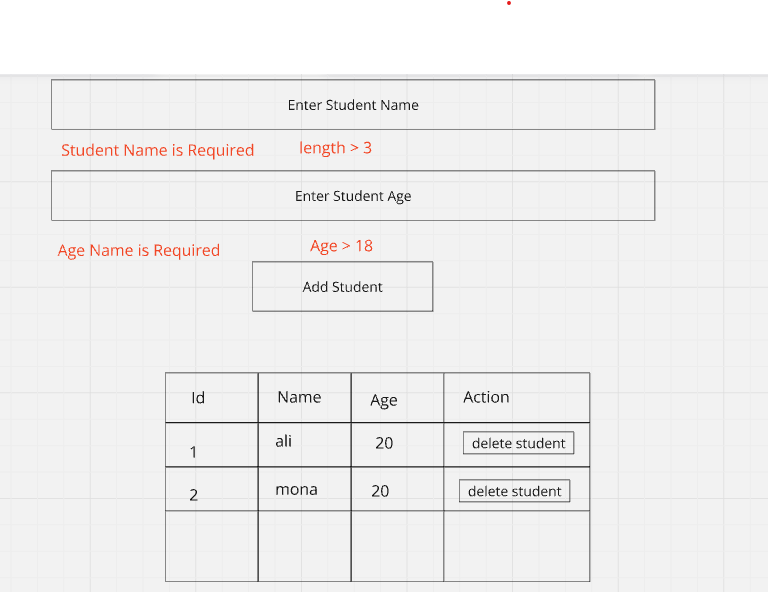 Enter Student Name
Student Name is Required length > 3
Enter Student Age
Age Name is Required Age > 18
Add Student
Id Name Age Action
1 ali 20 delete student
2 mona 20 delete student